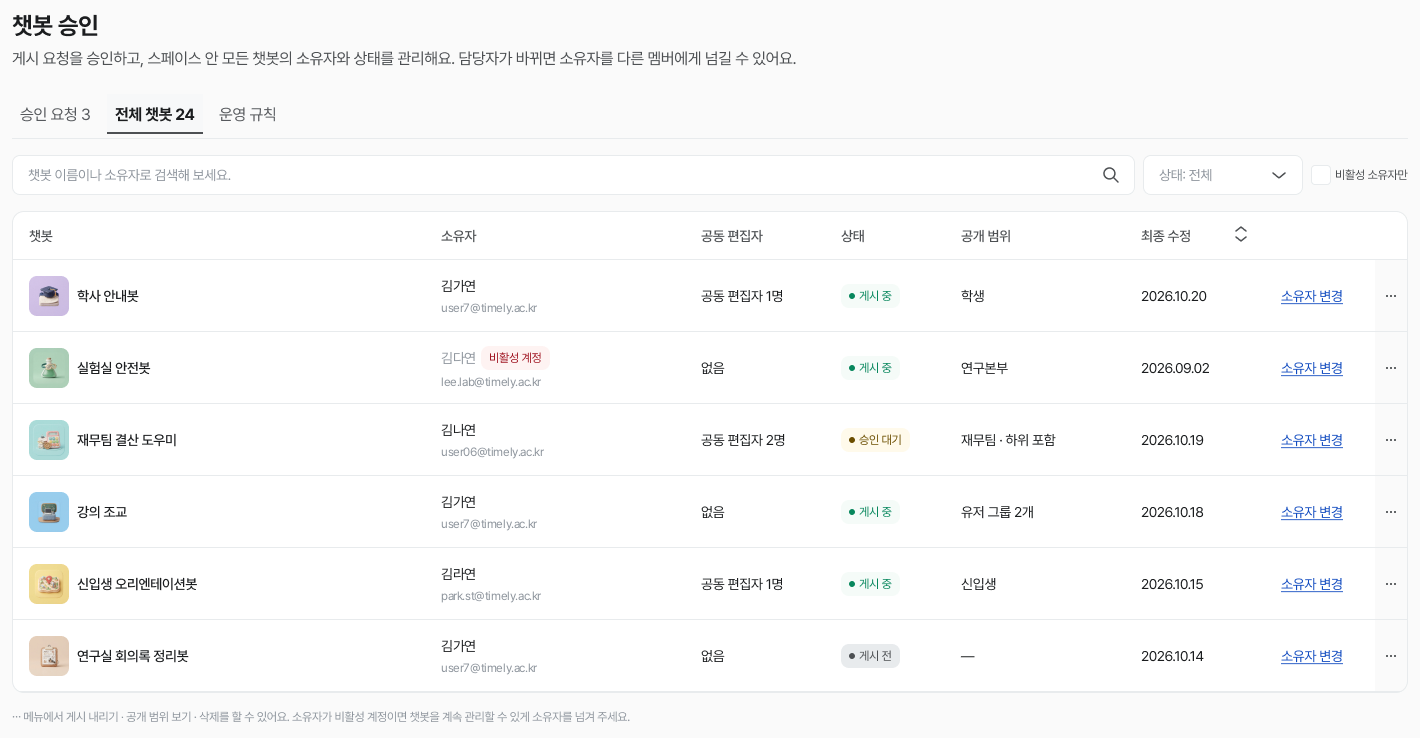 챗봇 승인
게시 요청을 승인하고, 스페이스 안 모든 챗봇의 소유자와 상태를 관리해요. 담당자가 바뀌면 소유자를 다른 멤버에게 넘길 수 있어요.
승인 요청 3 전체 챗봇 24 운영 규칙
챗봇 이름이나 소유자로 검색해 보세요. 상태: 전체 비활성 소유자만
챗봇 소유자 공동 편집자 상태 공개 범위 최종 수정
학사 안내봇 김가연 공동 편집자 1명 게시 중 학생 2026.10.20 소유자 변경 ···
user7@timely.ac.kr
실험실 안전봇 김다연 비활성 계정 없음 게시 중 연구본부 2026.09.02 소유자 변경 ···
lee.lab@timely.ac.kr
재무팀 결산 도우미 김나연 공동 편집자 2명 승인 대기 재무팀 · 하위 포함 2026.10.19 소유자 변경 ···
user06@timely.ac.kr
강의 조교 김가연 없음 게시 중 유저 그룹 2개 2026.10.18 소유자 변경 ···
user7@timely.ac.kr
신입생 오리엔테이션봇 김라연 공동 편집자 1명 게시 중 신입생 2026.10.15 소유자 변경 ···
park.st@timely.ac.kr
연구실 회의록 정리봇 김가연 없음 게시 전 — 2026.10.14 소유자 변경 ···
user7@timely.ac.kr
··· 메뉴에서 게시 내리기 · 공개 범위 보기 · 삭제를 할 수 있어요. 소유자가 비활성 계정이면 챗봇을 계속 관리할 수 있게 소유자를 넘겨 주세요.